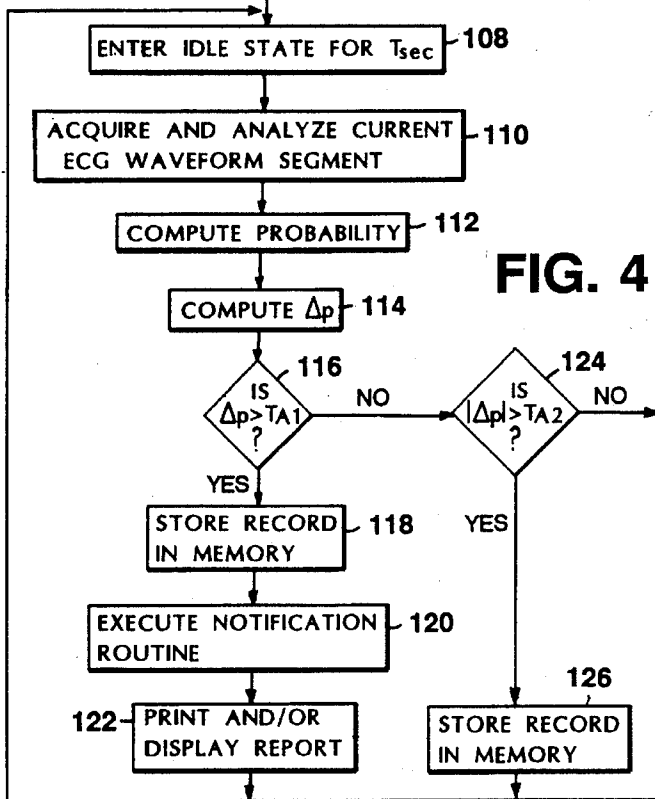 ENTER IDLE STATE FOR Tsec
108
ACQUIRE AND ANALYZE CURRENT
ECG WAVEFORM SEGMENT
110
COMPUTE PROBABILITY
112
FIG. 4
COMPUTE Δp
114
116
IS
Δp>TA1
?
NO
124
IS
|Δp|>TA2
?
NO
YES
STORE RECORD
IN MEMORY
118
YES
EXECUTE NOTIFICATION
ROUTINE
120
122
PRINT AND/OR
DISPLAY REPORT
126
STORE RECORD
IN MEMORY